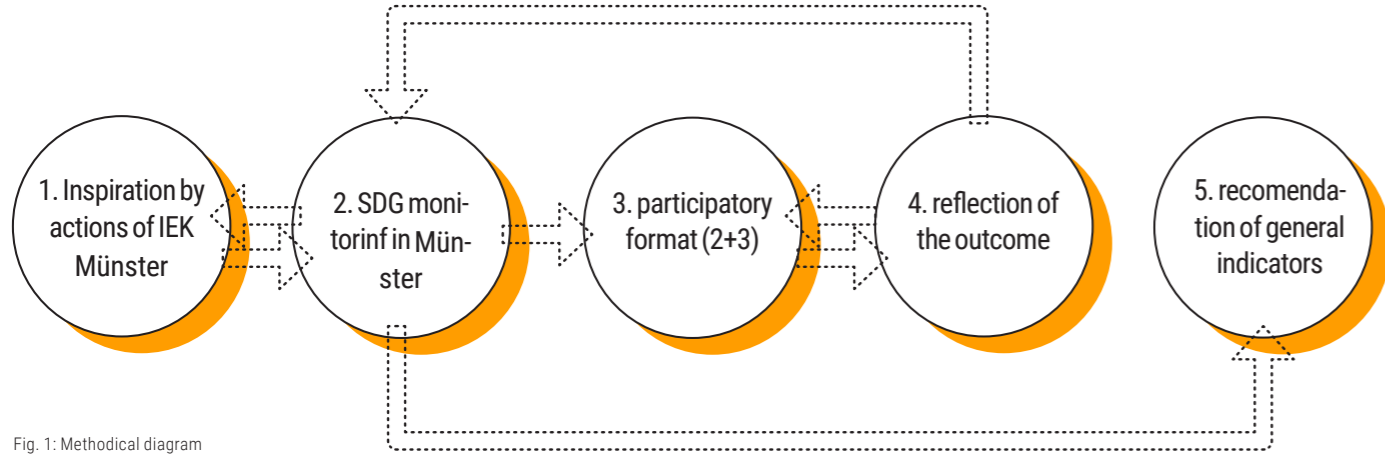 1. Inspiration by
actions of IEK
Münster
2. SDG moni-
torinf in Mün-
ster
3. participatory
format (2+3)
4. reflection of
the outcome
5. recomenda-
tion of general
indicators
Fig. 1: Methodical diagram